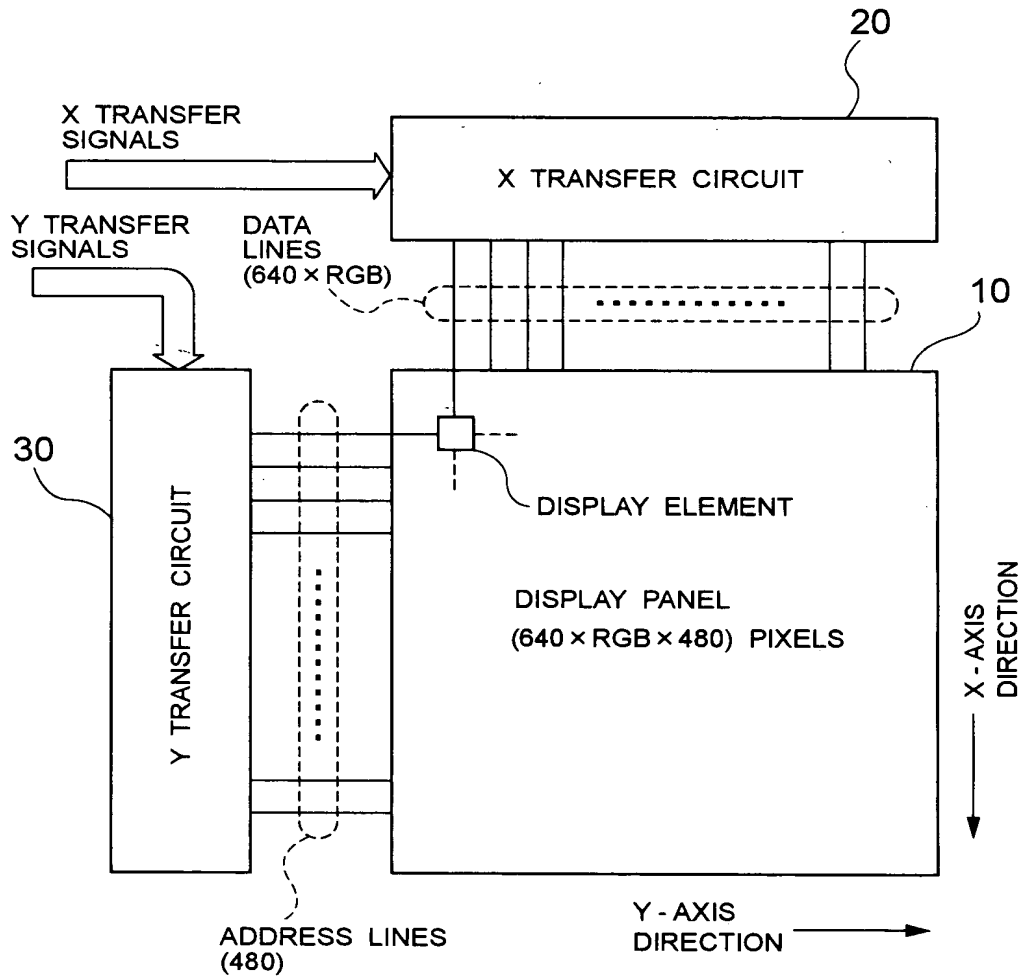 20
X TRANSFER
SIGNALS
X TRANSFER CIRCUIT
Y TRANSFER
SIGNALS
DATA
LINES
(640 × RGB)
10
30
Y TRANSFER CIRCUIT
DISPLAY ELEMENT
DISPLAY PANEL
(640 × RGB × 480) PIXELS
X - AXIS
DIRECTION
Y - AXIS
DIRECTION
ADDRESS LINES
(480)